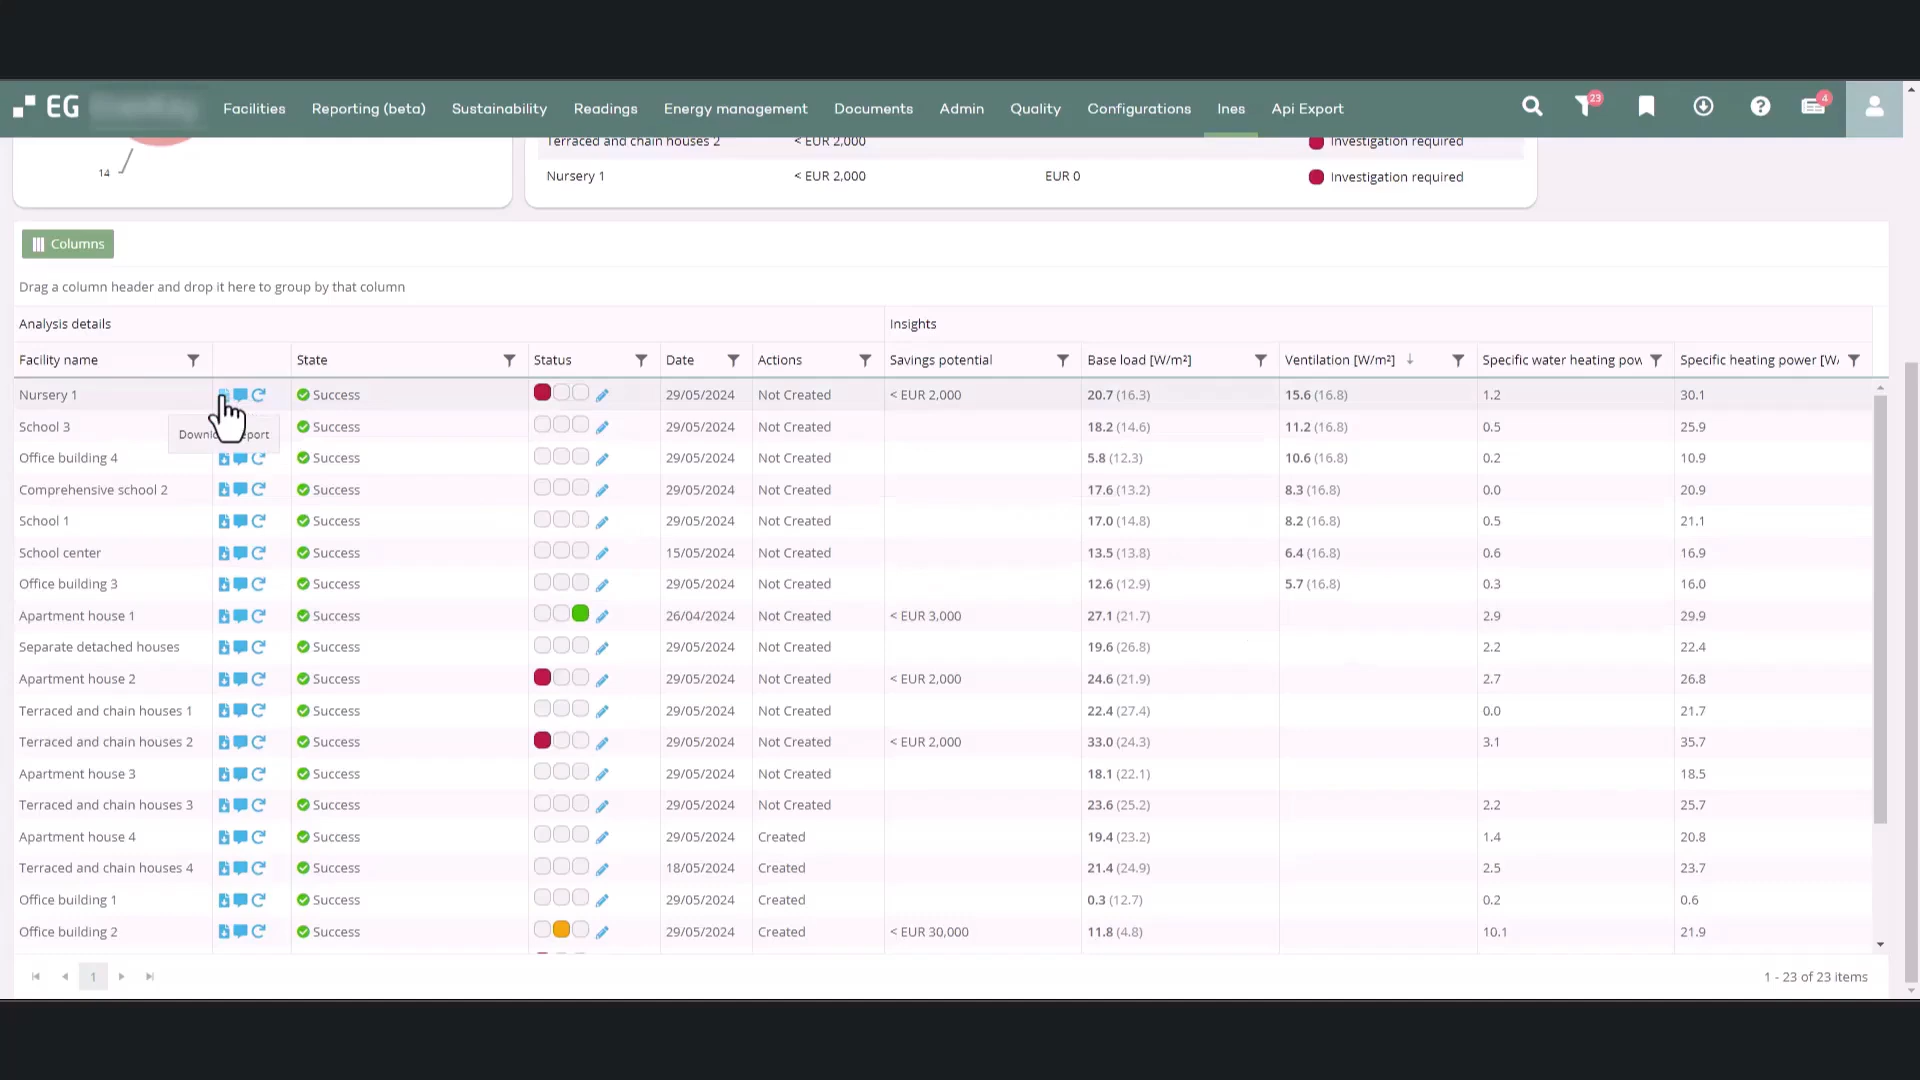 EG
Facilities Reporting (beta) Sustainability Readings Energy management Documents Admin Quality Configurations Ines Api Export 23 4
14
Terraced and chain houses 2 < EUR 2,000 Investigation required
Nursery 1 < EUR 2,000 EUR 0 Investigation required
Columns
Drag a column header and drop it here to group by that column
Analysis details Insights
Facility name State Status Date Actions Savings potential Base load [W/m²] Ventilation [W/m²] ↓ Specific water heating pow Specific heating power [W/
Nursery 1 Success 29/05/2024 Not Created < EUR 2,000 20.7 (16.3) 15.6 (16.8) 1.2 30.1
School 3 Success 29/05/2024 Not Created 18.2 (14.6) 11.2 (16.8) 0.5 25.9
Office building 4 Success 29/05/2024 Not Created 5.8 (12.3) 10.6 (16.8) 0.2 10.9
Comprehensive school 2 Success 29/05/2024 Not Created 17.6 (13.2) 8.3 (16.8) 0.0 20.9
School 1 Success 29/05/2024 Not Created 17.0 (14.8) 8.2 (16.8) 0.5 21.1
School center Success 15/05/2024 Not Created 13.5 (13.8) 6.4 (16.8) 0.6 16.9
Office building 3 Success 29/05/2024 Not Created 12.6 (12.9) 5.7 (16.8) 0.3 16.0
Apartment house 1 Success 26/04/2024 Not Created < EUR 3,000 27.1 (21.7) 2.9 29.9
Separate detached houses Success 29/05/2024 Not Created 19.6 (26.8) 2.2 22.4
Apartment house 2 Success 29/05/2024 Not Created < EUR 2,000 24.6 (21.9) 2.7 26.8
Terraced and chain houses 1 Success 29/05/2024 Not Created 22.4 (27.4) 0.0 21.7
Terraced and chain houses 2 Success 29/05/2024 Not Created < EUR 2,000 33.0 (24.3) 3.1 35.7
Apartment house 3 Success 29/05/2024 Not Created 18.1 (22.1) 18.5
Terraced and chain houses 3 Success 29/05/2024 Not Created 23.6 (25.2) 2.2 25.7
Apartment house 4 Success 29/05/2024 Created 19.4 (23.2) 1.4 20.8
Terraced and chain houses 4 Success 18/05/2024 Created 21.4 (24.9) 2.5 23.7
Office building 1 Success 29/05/2024 Created 0.3 (12.7) 0.2 0.6
Office building 2 Success 29/05/2024 Created < EUR 30,000 11.8 (4.8) 10.1 21.9
1 1 - 23 of 23 items